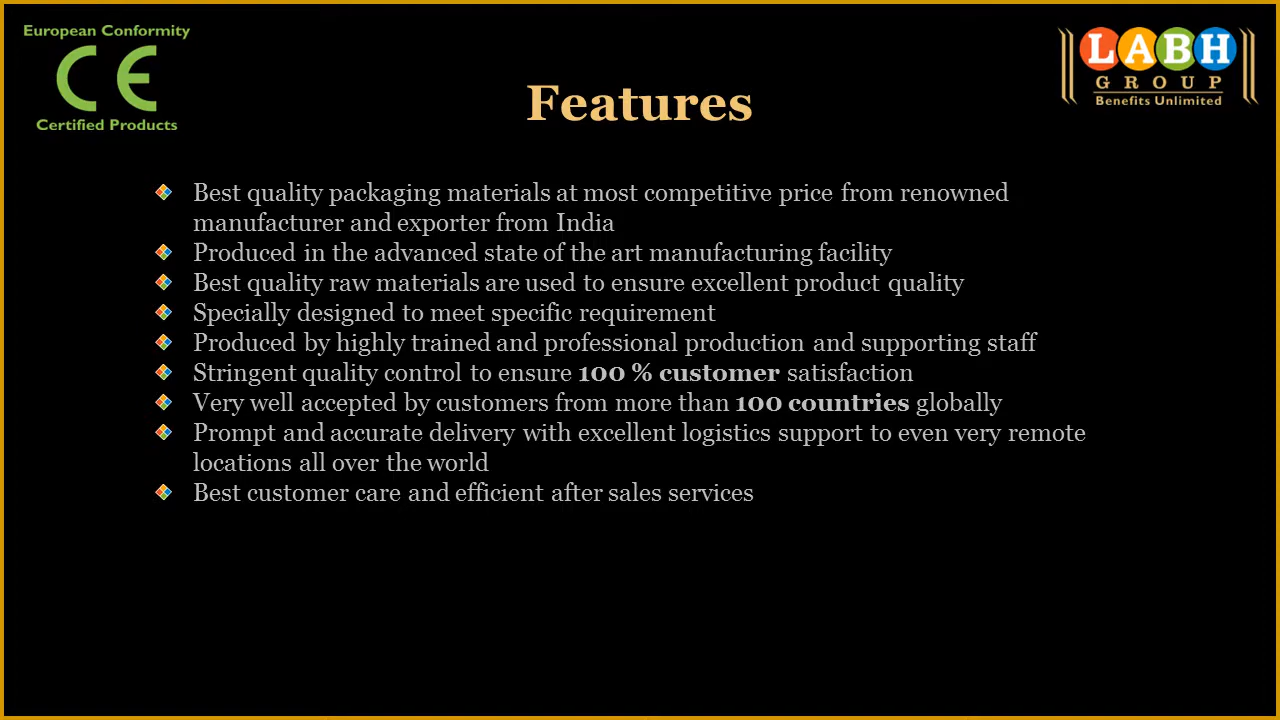 European Conformity
CE
Certified Products
LABH
GROUP
Benefits Unlimited
Features
Best quality packaging materials at most competitive price from renowned
manufacturer and exporter from India
Produced in the advanced state of the art manufacturing facility
Best quality raw materials are used to ensure excellent product quality
Specially designed to meet specific requirement
Produced by highly trained and professional production and supporting staff
Stringent quality control to ensure 100 % customer satisfaction
Very well accepted by customers from more than 100 countries globally
Prompt and accurate delivery with excellent logistics support to even very remote
locations all over the world
Best customer care and efficient after sales services